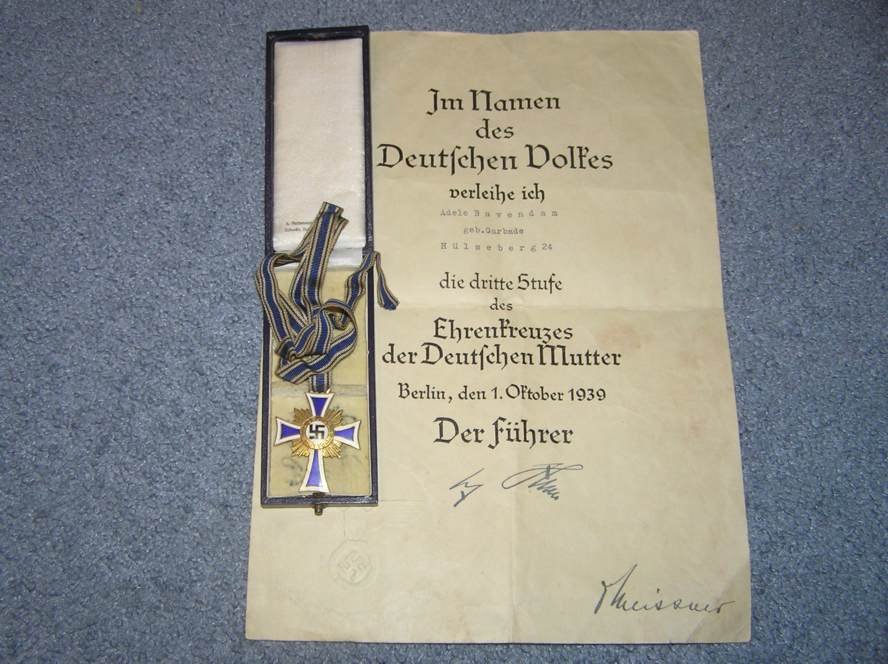 Im Namen
des
Deutschen Volkes
verleihe ich
Adele Bavendam
geb.Garbade
Hülseberg 24
die dritte Stufe
des
Ehrenkreuzes
der Deutschen Mutter
Berlin, den 1. Oktober 1939
Der Führer
Meissner